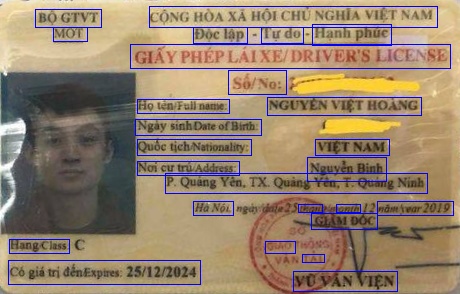 BỘ GTVT
MOT
CỘNG HÒA XÃ HỘI CHỦ NGHĨA VIỆT NAM
Độc lập - Tự do - Hạnh phúc
GIẤY PHÉP LÁI XE/DRIVER'S LICENSE
Số/No:
Họ tên/Full name: NGUYỄN VIỆT HOÀNG
Ngày sinh/Date of Birth:
Quốc tịch/Nationality: VIỆT NAM
Nơi cư trú/Address: Nguyễn Bình
P. Quảng Yên, TX. Quảng Yên, T. Quảng Ninh
Hà Nội, ngày/date 25 tháng/month 12 năm/year 2019
GIÁM ĐỐC
SỞ
GIAO THÔNG
VẬN TẢI
Hạng/Class C
Có giá trị đến/Expires: 25/12/2024
VŨ VĂN VIỆN